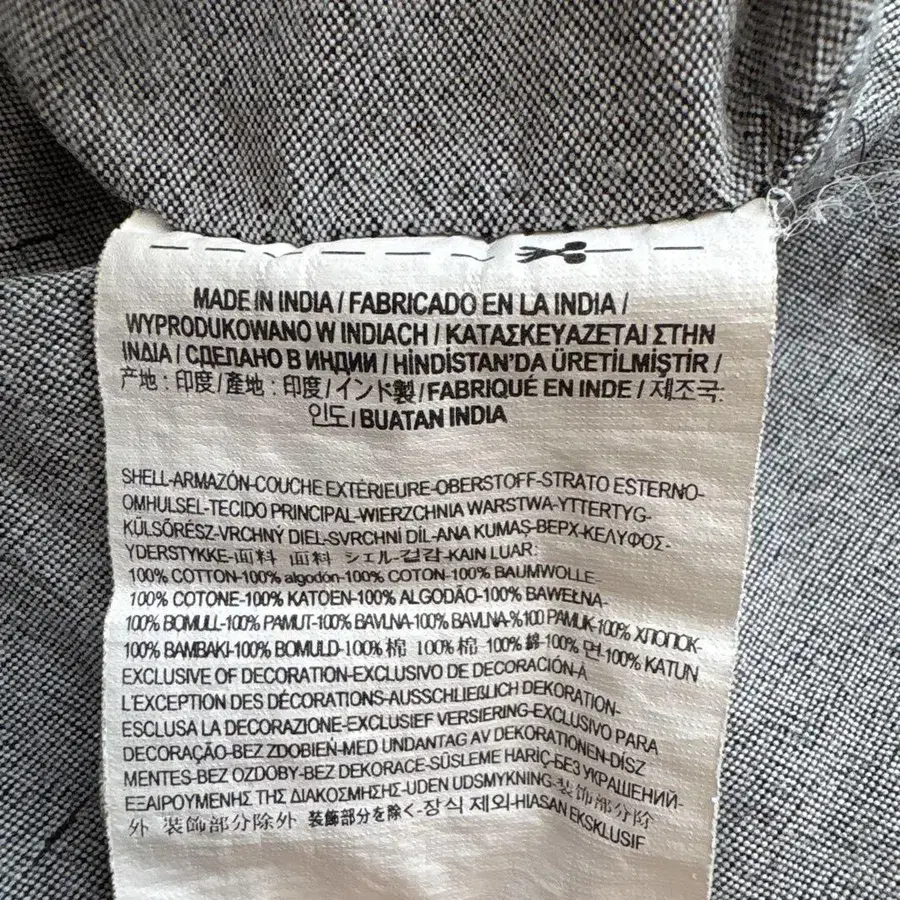 MADE IN INDIA / FABRICADO EN LA INDIA /
WYPRODUKOWANO W INDIACH / ΚΑΤΑΣΚΕΥΑΖΕΤΑΙ ΣΤΗΝ
ΙΝΔΙΑ / СДЕЛАНО В ИНДИИ / HİNDİSTAN'DA ÜRETİLMİŞTİR /
产地：印度 / 產地：印度 / インド製 / FABRIQUÉ EN INDE / 제조국:
인도 / BUATAN INDIA
SHELL-ARMAZÓN-COUCHE EXTÉRIEURE-OBERSTOFF-STRATO ESTERNO-
OMHULSEL-TECIDO PRINCIPAL-WIERZCHNIA WARSTWA-YTTERTYG-
KÜLSŐRÉSZ-VRCHNÝ DIEL-SVRCHNÍ DÍL-ANA KUMAŞ-ВЕРХ-ΚΕΛΥΦΟΣ-
YDERSTYKKE-面料 面料 シェル-겉감-KAIN LUAR:
100% COTTON-100% algodón-100% COTON-100% BAUMWOLLE-
100% COTONE-100% KATOEN-100% ALGODÃO-100% BAWEŁNA-
100% BOMULL-100% PAMUT-100% BAVLNA-100% BAVLNA-%100 PAMUK-100% ХЛОПОК-
100% ΒΑΜΒΑΚΙ-100% BOMULD-100% 棉 100% 棉 100% 綿-100% 면-100% KATUN
EXCLUSIVE OF DECORATION-EXCLUSIVO DE DECORACIÓN-À
L'EXCEPTION DES DÉCORATIONS-AUSSCHLIEßLICH DEKORATION-
ESCLUSA LA DECORAZIONE-EXCLUSIEF VERSIERING-EXCLUSIVO PARA
DECORAÇÃO-BEZ ZDOBIEŃ-MED UNDANTAG AV DEKORATIONEN-DÍSZ
MENTES-BEZ OZDOBY-BEZ DEKORACE-SÜSLEME HARİÇ-БЕЗ УКРАШЕНИЙ-
ΕΞΑΙΡΟΥΜΕΝΗΣ ΤΗΣ ΔΙΑΚΟΣΜΗΣΗΣ-UDEN UDSMYKNING-装饰部分除
外 装飾部分除外 装飾部分を除く-장식 제외-HIASAN EKSKLUSIF